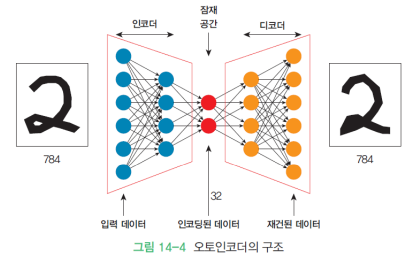 잠재
공간
인코더
디코더
784
784
32
입력 데이터
인코딩된 데이터
재건된 데이터
그림 14-4 오토인코더의 구조